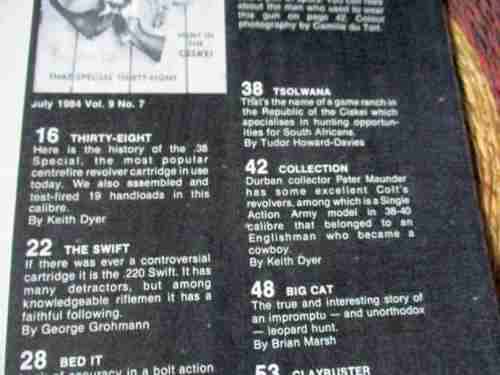 HUNT IN
THE
CISKEI
THAT SPECIAL THIRTY-EIGHT
July 1984 Vol. 9 No. 7
16 THIRTY-EIGHT
Here is the history of the .38
Special, the most popular
centrefire revolver cartridge in use
today. We also assembled and
test-fired 19 handloads in this
calibre.
By Keith Dyer
22 THE SWIFT
If there was ever a controversial
cartridge it is the .220 Swift. It has
many detractors, but among
knowledgeable riflemen it has a
faithful following.
By George Grohmann
28 BED IT
of accuracy in a bolt action
about the man who used to wear
this gun on page 42. Colour
photography by Camille du Tort.
38 TSOLWANA
That's the name of a game ranch in
the Republic of the Ciskei which
specialises in hunting opportun-
ities for South Africans.
By Tudor Howard-Davies
42 COLLECTION
Durban collector Peter Maunder
has some excellent Colt's
revolvers, among which is a Single
Action Army model in 38-40
calibre that belonged to an
Englishman who became a
cowboy.
By Keith Dyer
48 BIG CAT
The true and interesting story of
an impromptu — and unorthodox
— leopard hunt.
By Brian Marsh
53 CLAYBUSTER